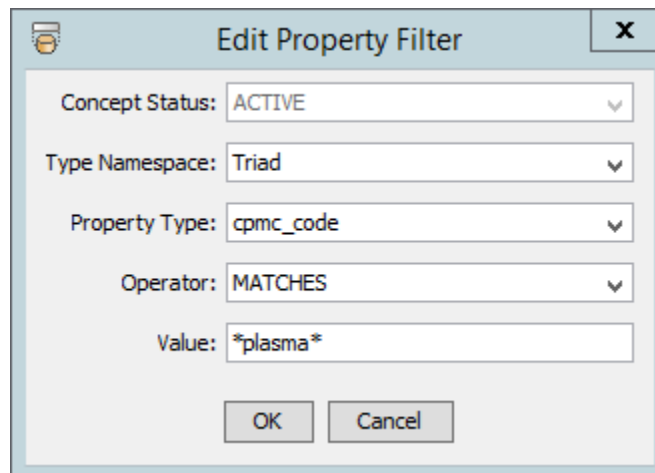 Edit Property Filter x
Concept Status: ACTIVE
Type Namespace: Triad
Property Type: cpmc_code
Operator: MATCHES
Value: *plasma*
OK Cancel